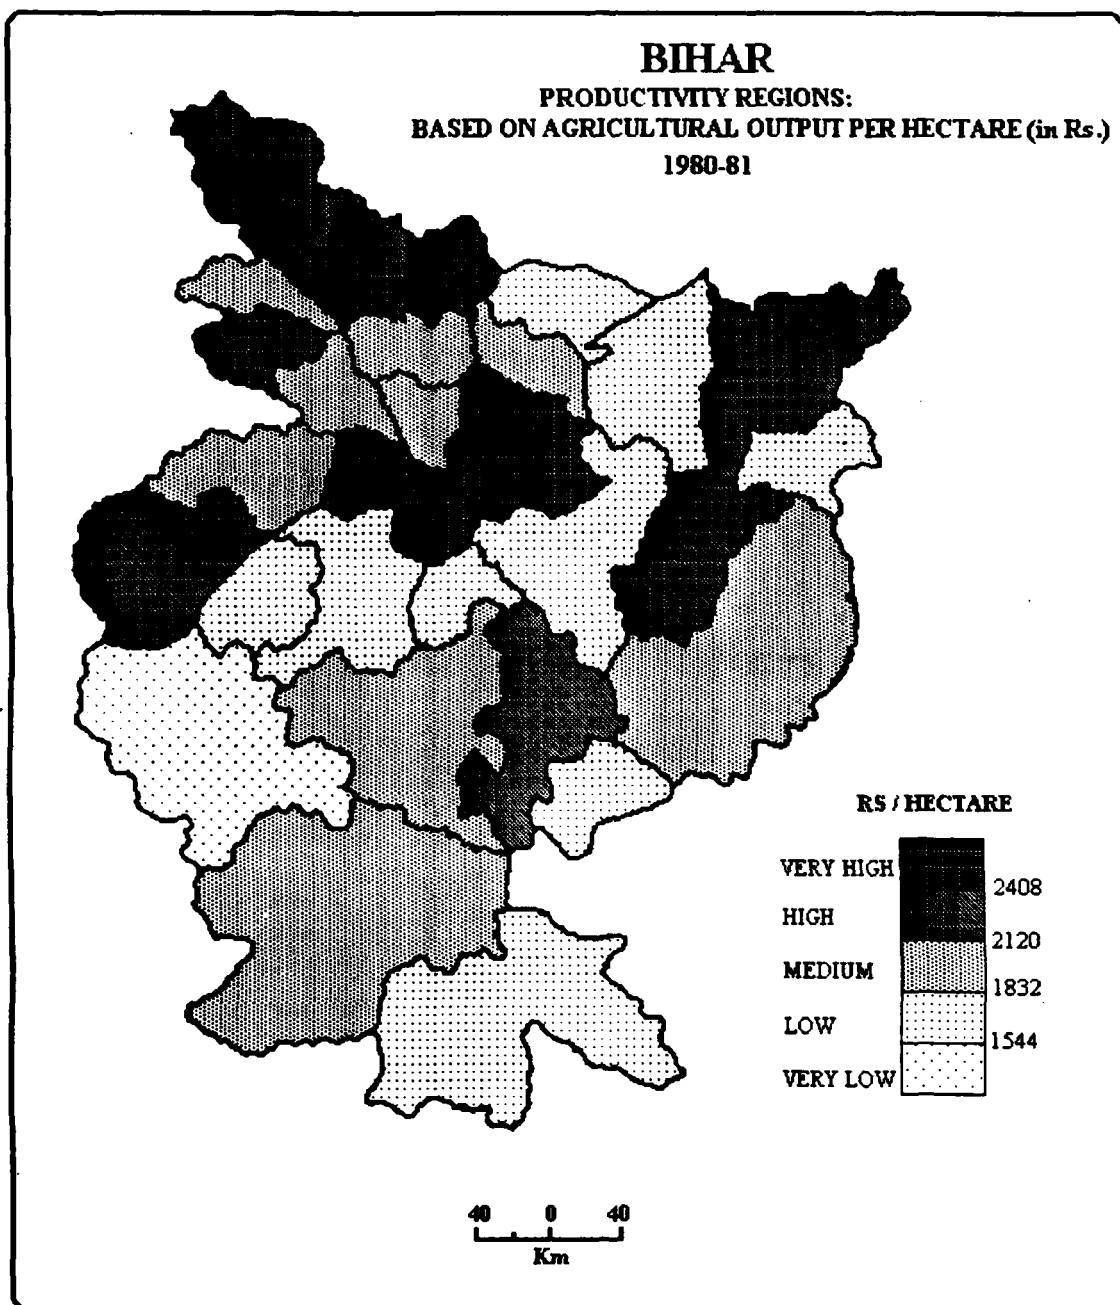 BIHAR
PRODUCTIVITY REGIONS:
BASED ON AGRICULTURAL OUTPUT PER HECTARE (in Rs.)
1980-81
RS / HECTARE
VERY HIGH
2408
HIGH
2120
MEDIUM
1832
LOW
1544
VERY LOW
40 0 40
Km